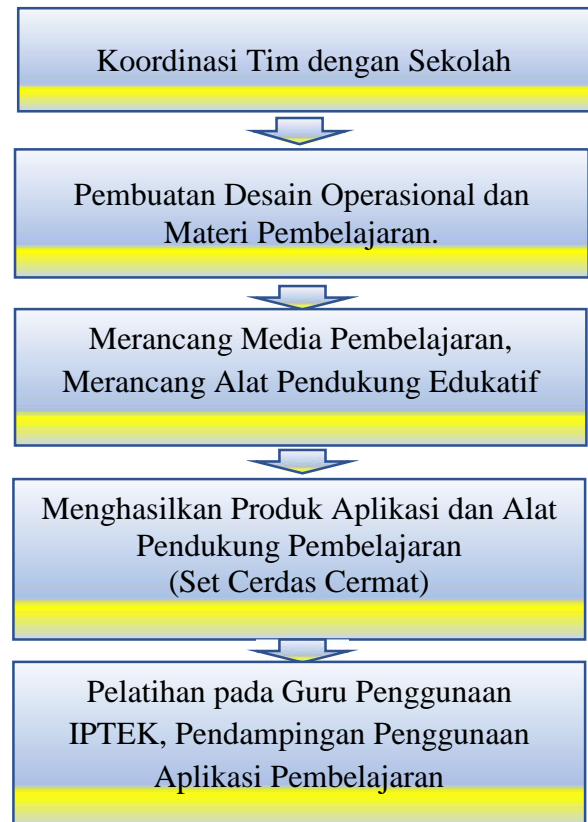 Koordinasi Tim dengan Sekolah
Pembuatan Desain Operasional dan
Materi Pembelajaran.
Merancang Media Pembelajaran,
Merancang Alat Pendukung Edukatif
Menghasilkan Produk Aplikasi dan Alat
Pendukung Pembelajaran
(Set Cerdas Cermat)
Pelatihan pada Guru Penggunaan
IPTEK, Pendampingan Penggunaan
Aplikasi Pembelajaran